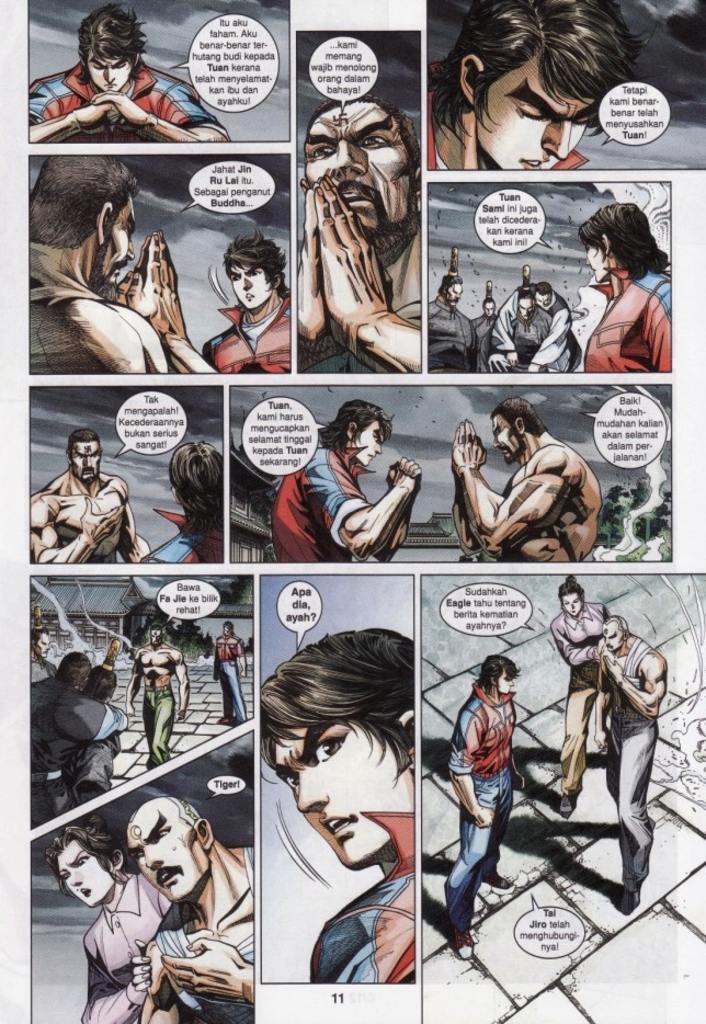 Itu aku
faham. Aku
benar-benar ter-
hutang budi kepada
Tuan kerana
telah menyelamat-
kan ibu dan
ayahku!
...kami
memang
wajib menolong
orang dalam
bahaya!
Tetapi
kami benar-
benar telah
menyusahkan
Tuan!
Jahat Jin
Ru Lai itu.
Sebagai penganut
Buddha...
Tuan
Sami ini juga
telah dicedera-
kan kerana
kami ini!
Tak
mengapalah!
Kecederaannya
bukan serius
sangat!
Tuan,
kami harus
mengucapkan
selamat tinggal
kepada Tuan
sekarang!
Baik!
Mudah-
mudahan kalian
akan selamat
dalam per-
jalanan!
Bawa
Fa Jie ke bilik
rehat!
Tiger!
Apa
dia,
ayah?
Sudahkah
Eagle tahu tentang
berita kematian
ayahnya?
Tai
Jiro telah
menghubungi-
nya!
11